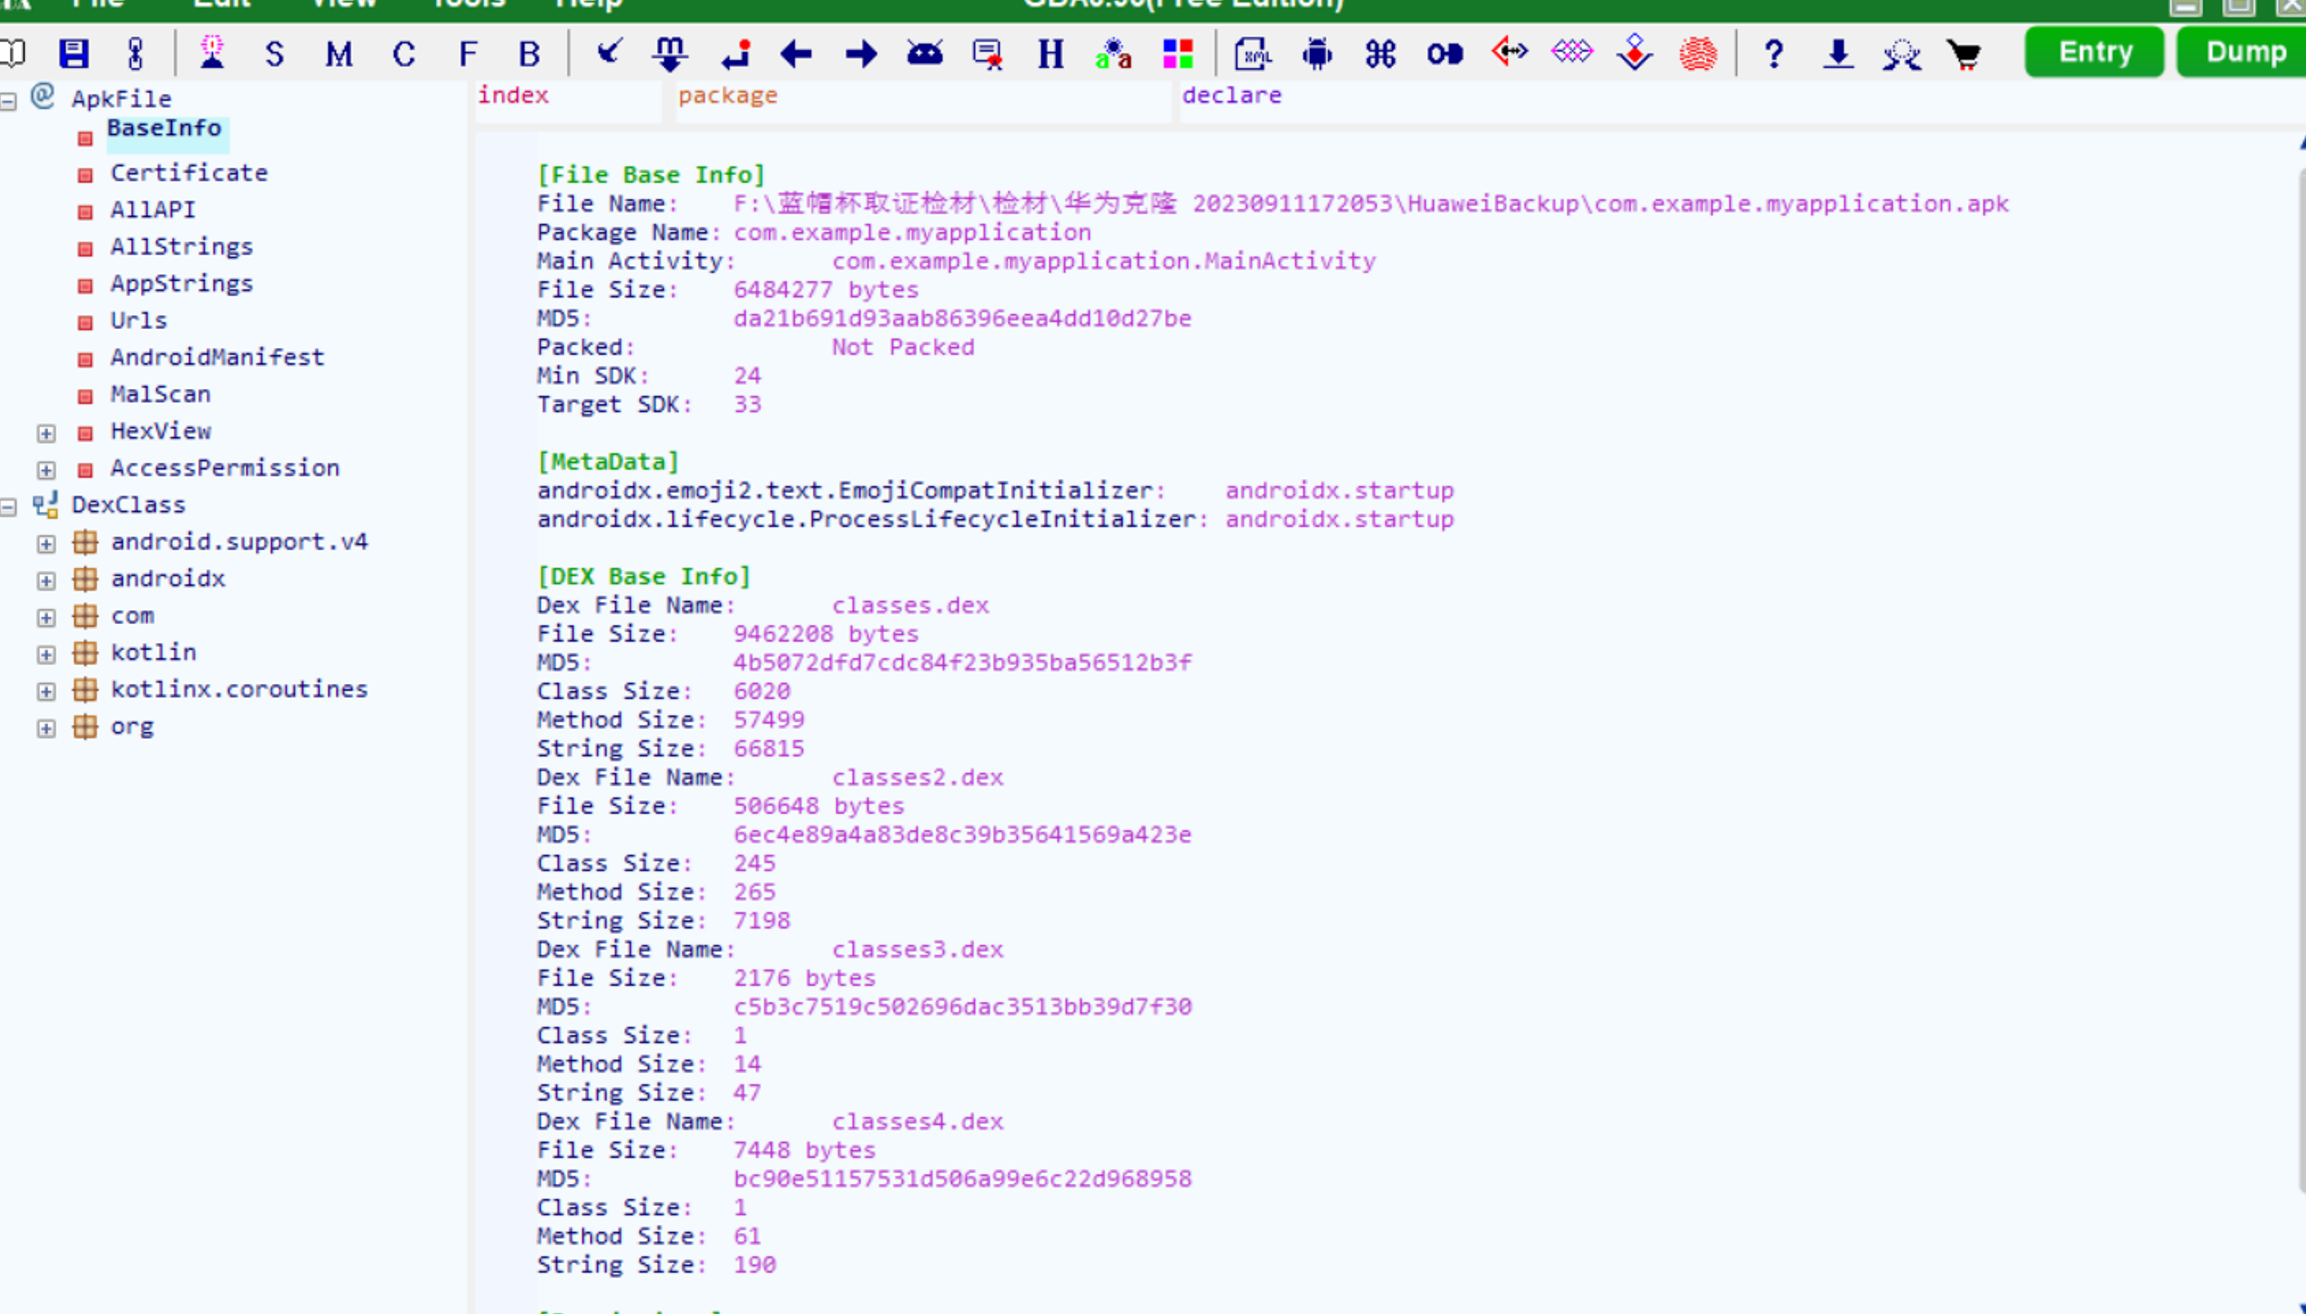 File Edit View Tools Help
S M C F B H XML a a ? Entry Dump
ApkFile
BaseInfo
Certificate
AllAPI
AllStrings
AppStrings
Urls
AndroidManifest
MalScan
HexView
AccessPermission
DexClass
android.support.v4
androidx
com
kotlin
kotlinx.coroutines
org
index package declare
[File Base Info]
File Name: F:\蓝帽杯取证检材\检材\华为克隆 20230911172053\HuaweiBackup\com.example.myapplication.apk
Package Name: com.example.myapplication
Main Activity: com.example.myapplication.MainActivity
File Size: 6484277 bytes
MD5: da21b691d93aab86396eea4dd10d27be
Packed: Not Packed
Min SDK: 24
Target SDK: 33
[MetaData]
androidx.emoji2.text.EmojiCompatInitializer: androidx.startup
androidx.lifecycle.ProcessLifecycleInitializer: androidx.startup
[DEX Base Info]
Dex File Name: classes.dex
File Size: 9462208 bytes
MD5: 4b5072dfd7cdc84f23b935ba56512b3f
Class Size: 6020
Method Size: 57499
String Size: 66815
Dex File Name: classes2.dex
File Size: 506648 bytes
MD5: 6ec4e89a4a83de8c39b35641569a423e
Class Size: 245
Method Size: 265
String Size: 7198
Dex File Name: classes3.dex
File Size: 2176 bytes
MD5: c5b3c7519c502696dac3513bb39d7f30
Class Size: 1
Method Size: 14
String Size: 47
Dex File Name: classes4.dex
File Size: 7448 bytes
MD5: bc90e51157531d506a99e6c22d968958
Class Size: 1
Method Size: 61
String Size: 190